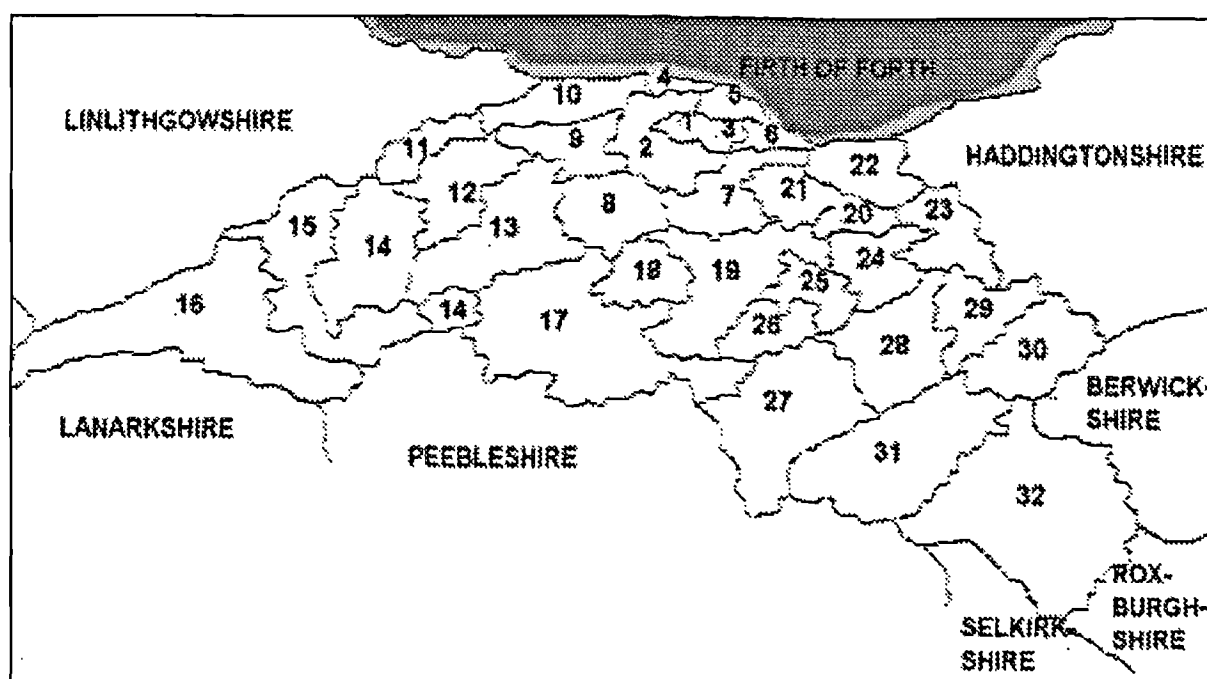 FIRTH OF FORTH
4
10
5
LINLITHGOWSHIRE
1
3
6
11
9
2
22
HADDINGTONSHIRE
12
8
7
21
20
23
15
14
13
18
19
24
25
16
14
17
26
28
29
30
27
BERWICK-
SHIRE
LANARKSHIRE
PEEBLESHIRE
31
32
ROX-
BURGH-
SHIRE
SELKIRK-
SHIRE